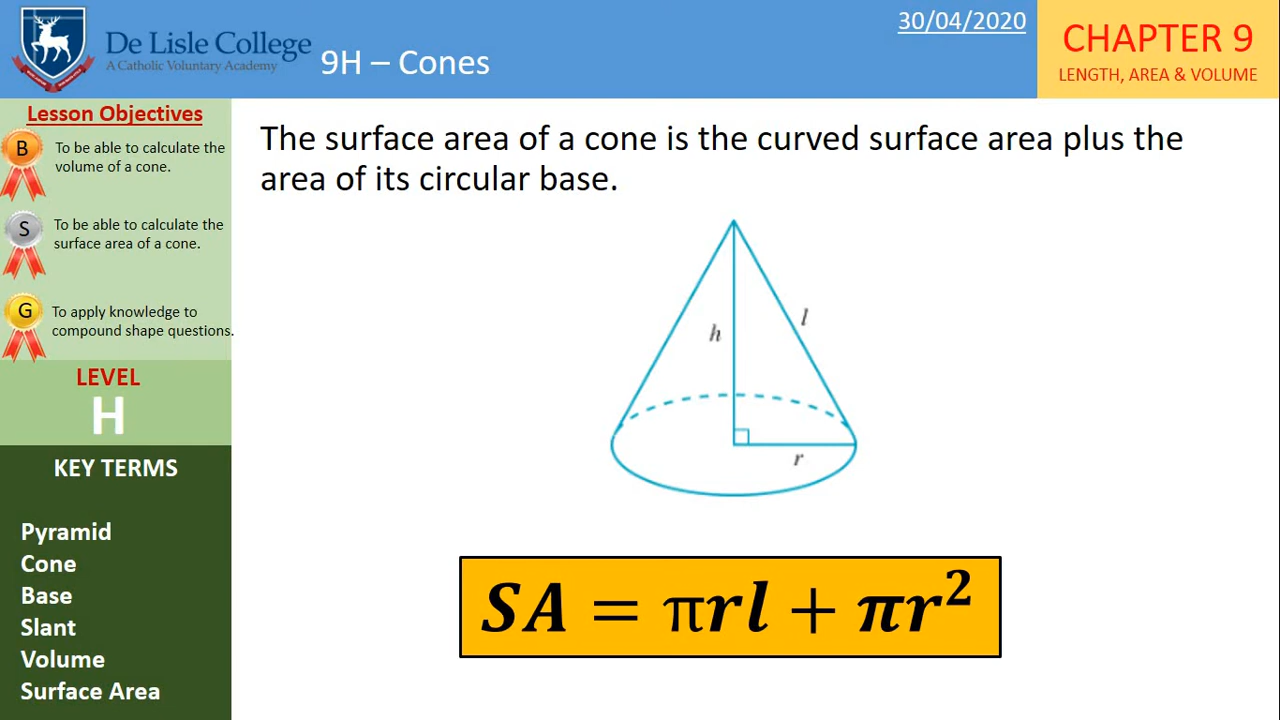 De Lisle College
A Catholic Voluntary Academy
9H – Cones
30/04/2020
CHAPTER 9
LENGTH, AREA & VOLUME
Lesson Objectives
B
To be able to calculate the
volume of a cone.
S
To be able to calculate the
surface area of a cone.
G
To apply knowledge to
compound shape questions.
LEVEL
H
KEY TERMS
Pyramid
Cone
Base
Slant
Volume
Surface Area
The surface area of a cone is the curved surface area plus the
area of its circular base.
h
l
r
SA = πrl + πr²